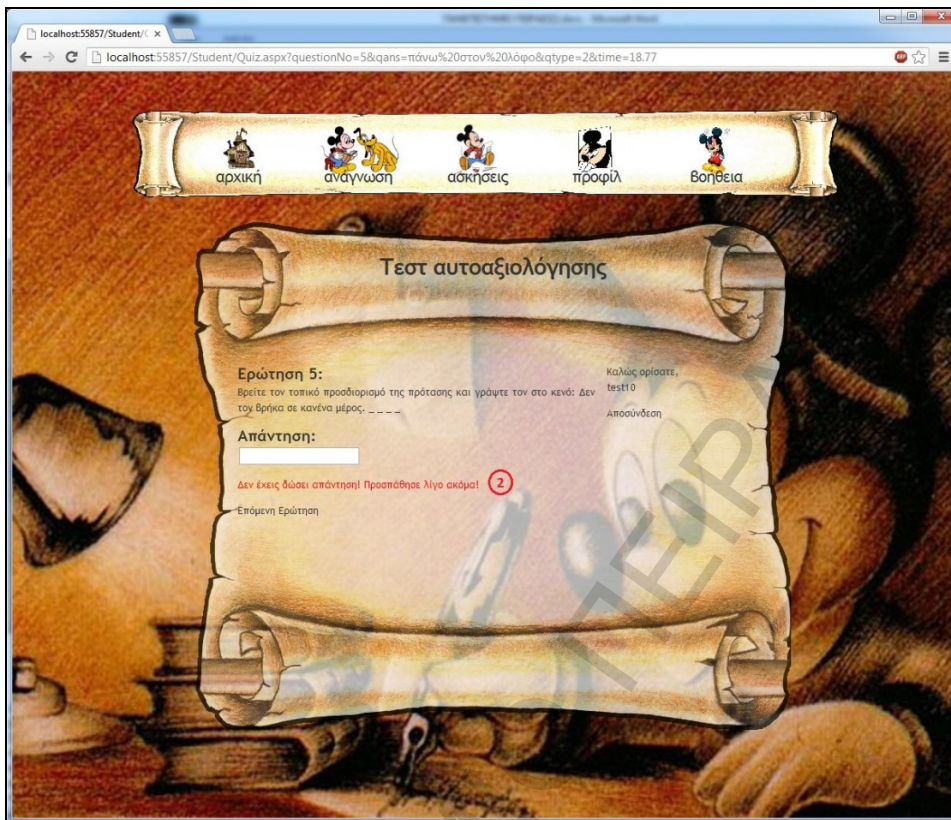 localhost:55857/Student/(
localhost:55857/Student/Quiz.aspx?questionNo=5&qans=πάνω%20στον%20λόφο&qtype=2&time=18.77
αρχική ανάγνωση ασκήσεις προφίλ βοήθεια
Τεστ αυτοαξιολόγησης
Ερώτηση 5:
Βρείτε τον τοπικό προσδιορισμό της πρότασης και γράψτε τον στο κενό: Δεν
τον βρήκα σε κανένα μέρος. _ _ _ _
Καλώς ορίσατε,
test10
Αποσύνδεση
Απάντηση:
Δεν έχεις δώσει απάντηση! Προσπάθησε λίγο ακόμα! 2
Επόμενη Ερώτηση